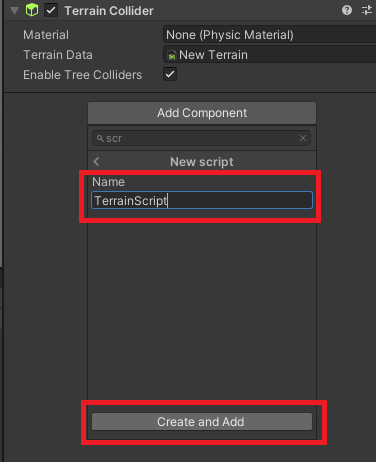 Terrain Collider
Material None (Physic Material)
Terrain Data New Terrain
Enable Tree Colliders
Add Component
scr
New script
Name
TerrainScript
Create and Add